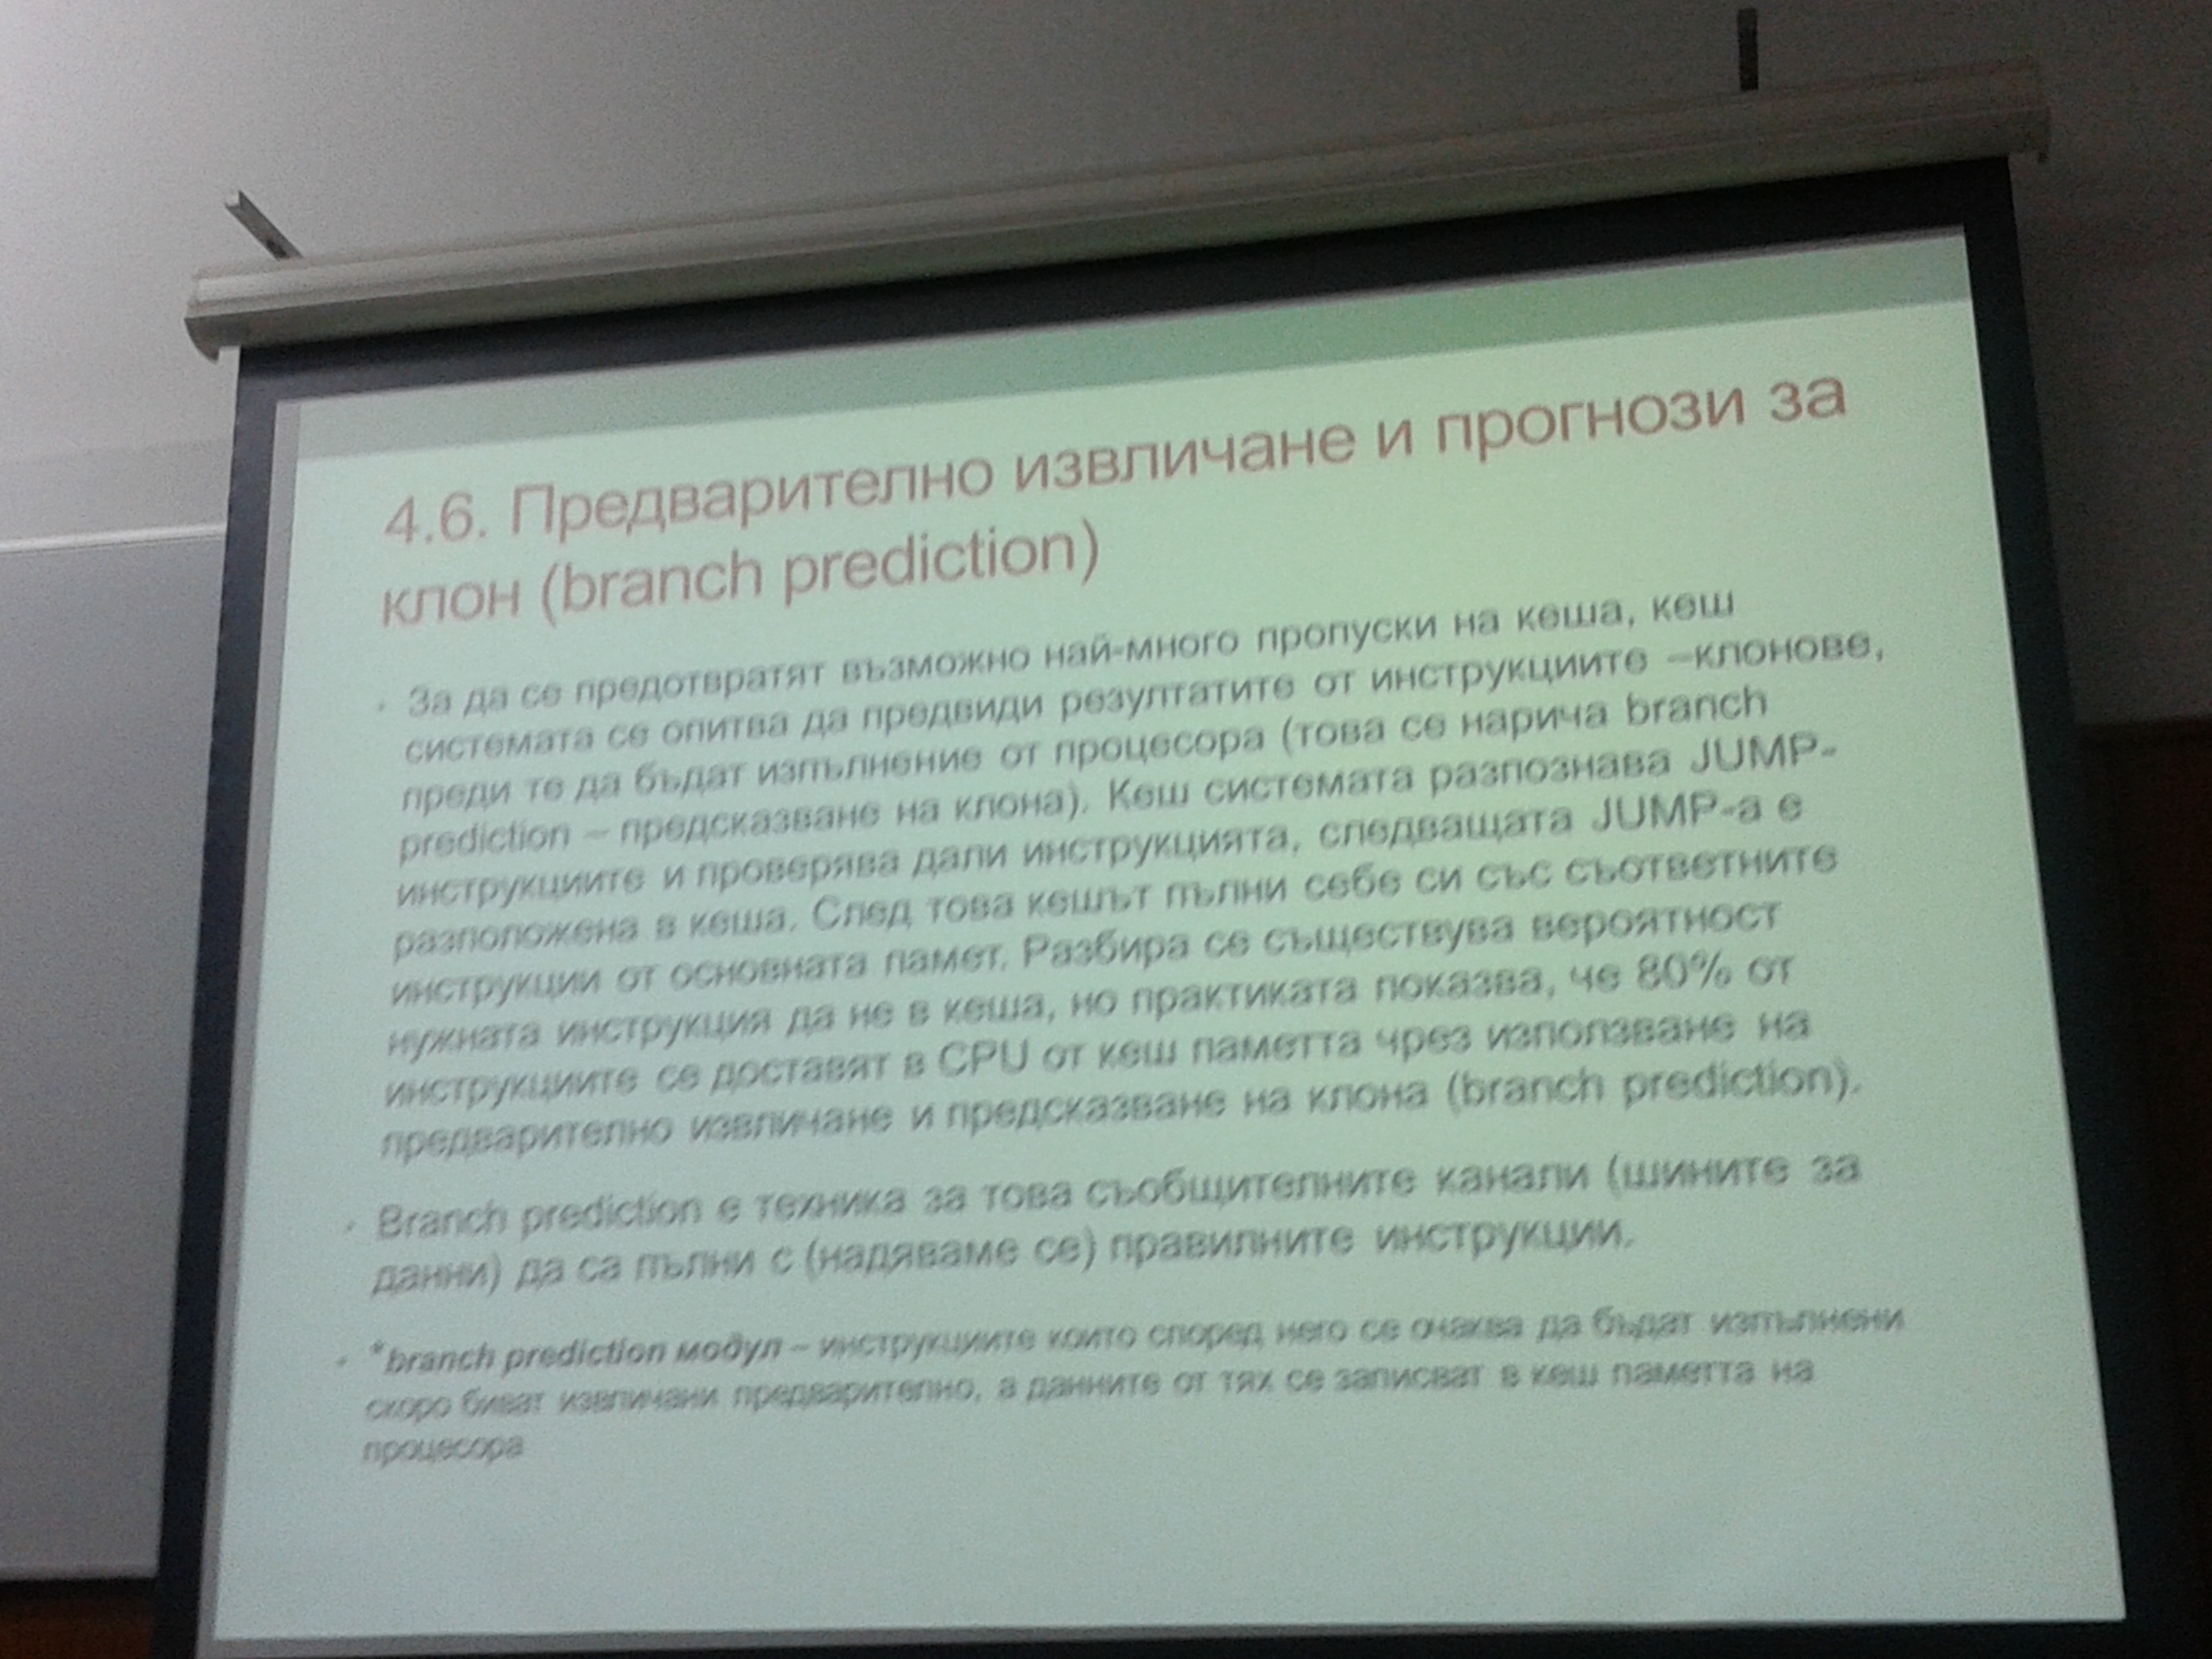 4.6. Предварително извличане и прогнози за
клон (branch prediction)
За да се предотвратят възможно най-много пропуски на кеша, кеш
системата се опитва да предвиди резултатите от инструкциите –клонове,
преди те да бъдат изпълнение от процесора (това се нарича branch
prediction – предсказване на клона). Кеш системата разпознава JUMP-
инструкциите и проверява дали инструкцията, следващата JUMP-а е
разположена в кеша. След това кешът пълни себе си със съответните
инструкции от основната памет. Разбира се съществува вероятност
нужната инструкция да не в кеша, но практиката показва, че 80% от
инструкциите се доставят в CPU от кеш паметта чрез използване на
предварително извличане и предсказване на клона (branch prediction).
Branch prediction е техника за това съобщителните канали (шините за
данни) да са пълни с (надяваме се) правилните инструкции.
*branch prediction модул – инструкциите които според него се очаква да бъдат изпълнени
скоро биват извличани предварително, а данните от тях се записват в кеш паметта на
процесора